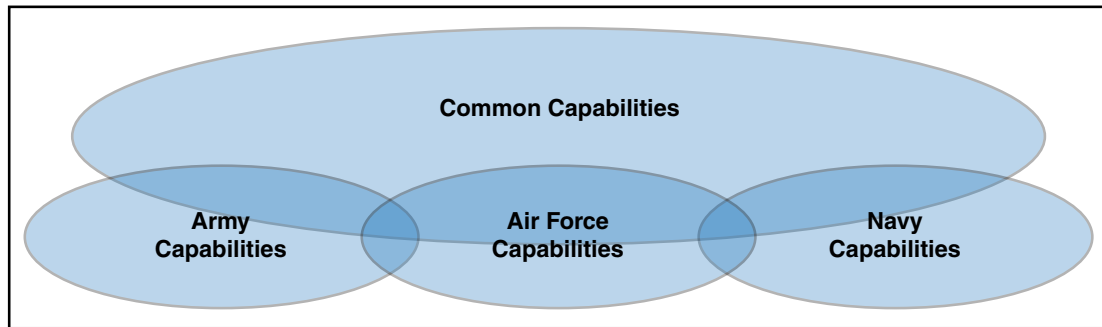 Common Capabilities
Army
Capabilities
Air Force
Capabilities
Navy
Capabilities